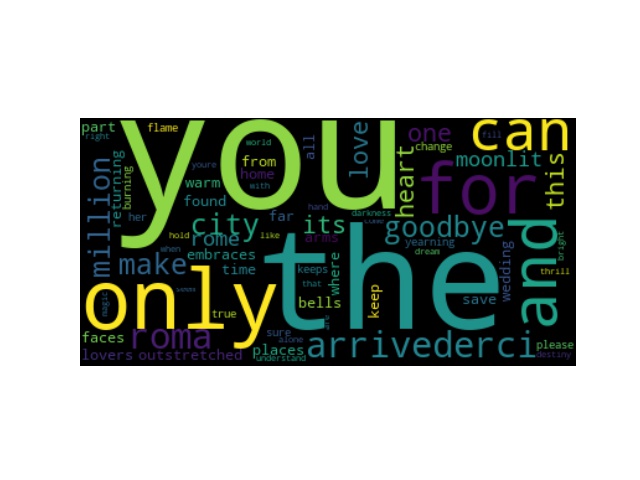 part
right
flame
you
love
all
one
can
fill
change
world
youre
from
home
with
moonlit
this
heart
for
million
returning
burning
warm
found
her
city
far
hand
its
darkness
goodbye
and
hold
like
rome
arms
yearning
dream
bright
make
when
embraces
time
keeps
that
where
the
wedding
thrill
only
magic
true
bells
keep
save
faces
roma
sure
alone
are
arrivederci
please
lovers
outstretched
places
understand
destiny